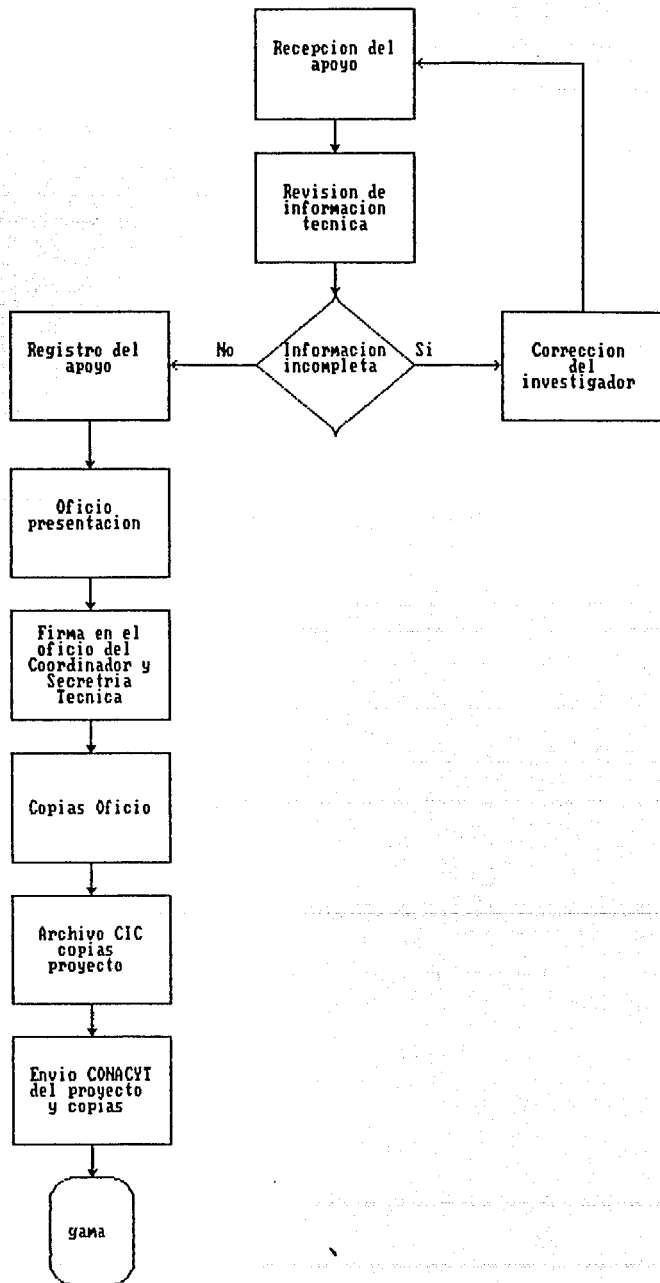 Recepcion del
apoyo
Revision de
informacion
tecnica
Informacion
incompleta
No
Si
Registro del
apoyo
Correccion
del
investigador
Oficio
presentacion
Firma en el
oficio del
Coordinador y
Secretria
Tecnica
Copias Oficio
Archivo CIC
copias
proyecto
Envio CONACYT
del proyecto
y copias
gama